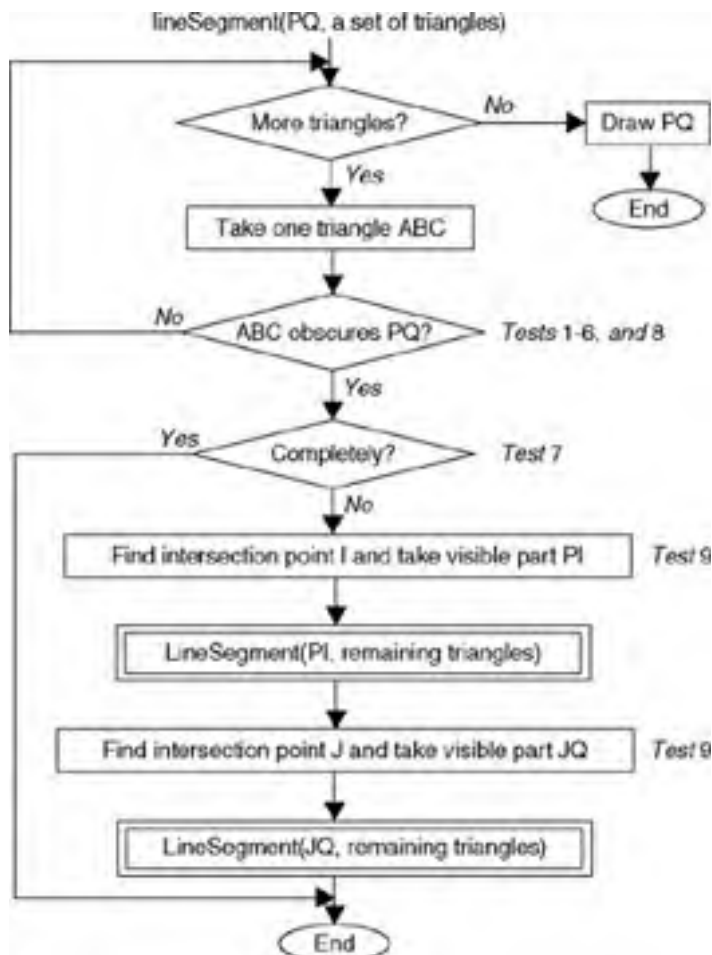 lineSegment(PQ, a set of triangles)
More triangles?
No
Draw PQ
Yes
End
Take one triangle ABC
No
ABC obscures PQ?
Tests 1-6, and 8
Yes
Yes
Completely?
Test 7
No
Find intersection point I and take visible part PI
Test 9
LineSegment(PI, remaining triangles)
Find intersection point J and take visible part JQ
Test 9
LineSegment(JQ, remaining triangles)
End